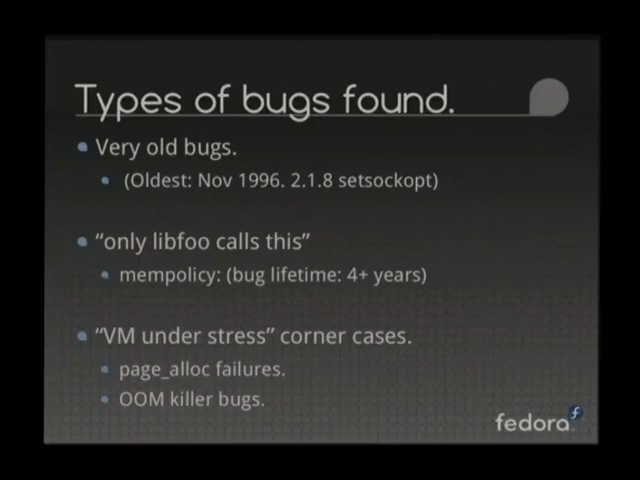 Types of bugs found.
Very old bugs.
(Oldest: Nov 1996. 2.1.8 setsockopt)
“only libfoo calls this”
mempolicy: (bug lifetime: 4+ years)
“VM under stress” corner cases.
page_alloc failures.
OOM killer bugs.
fedora